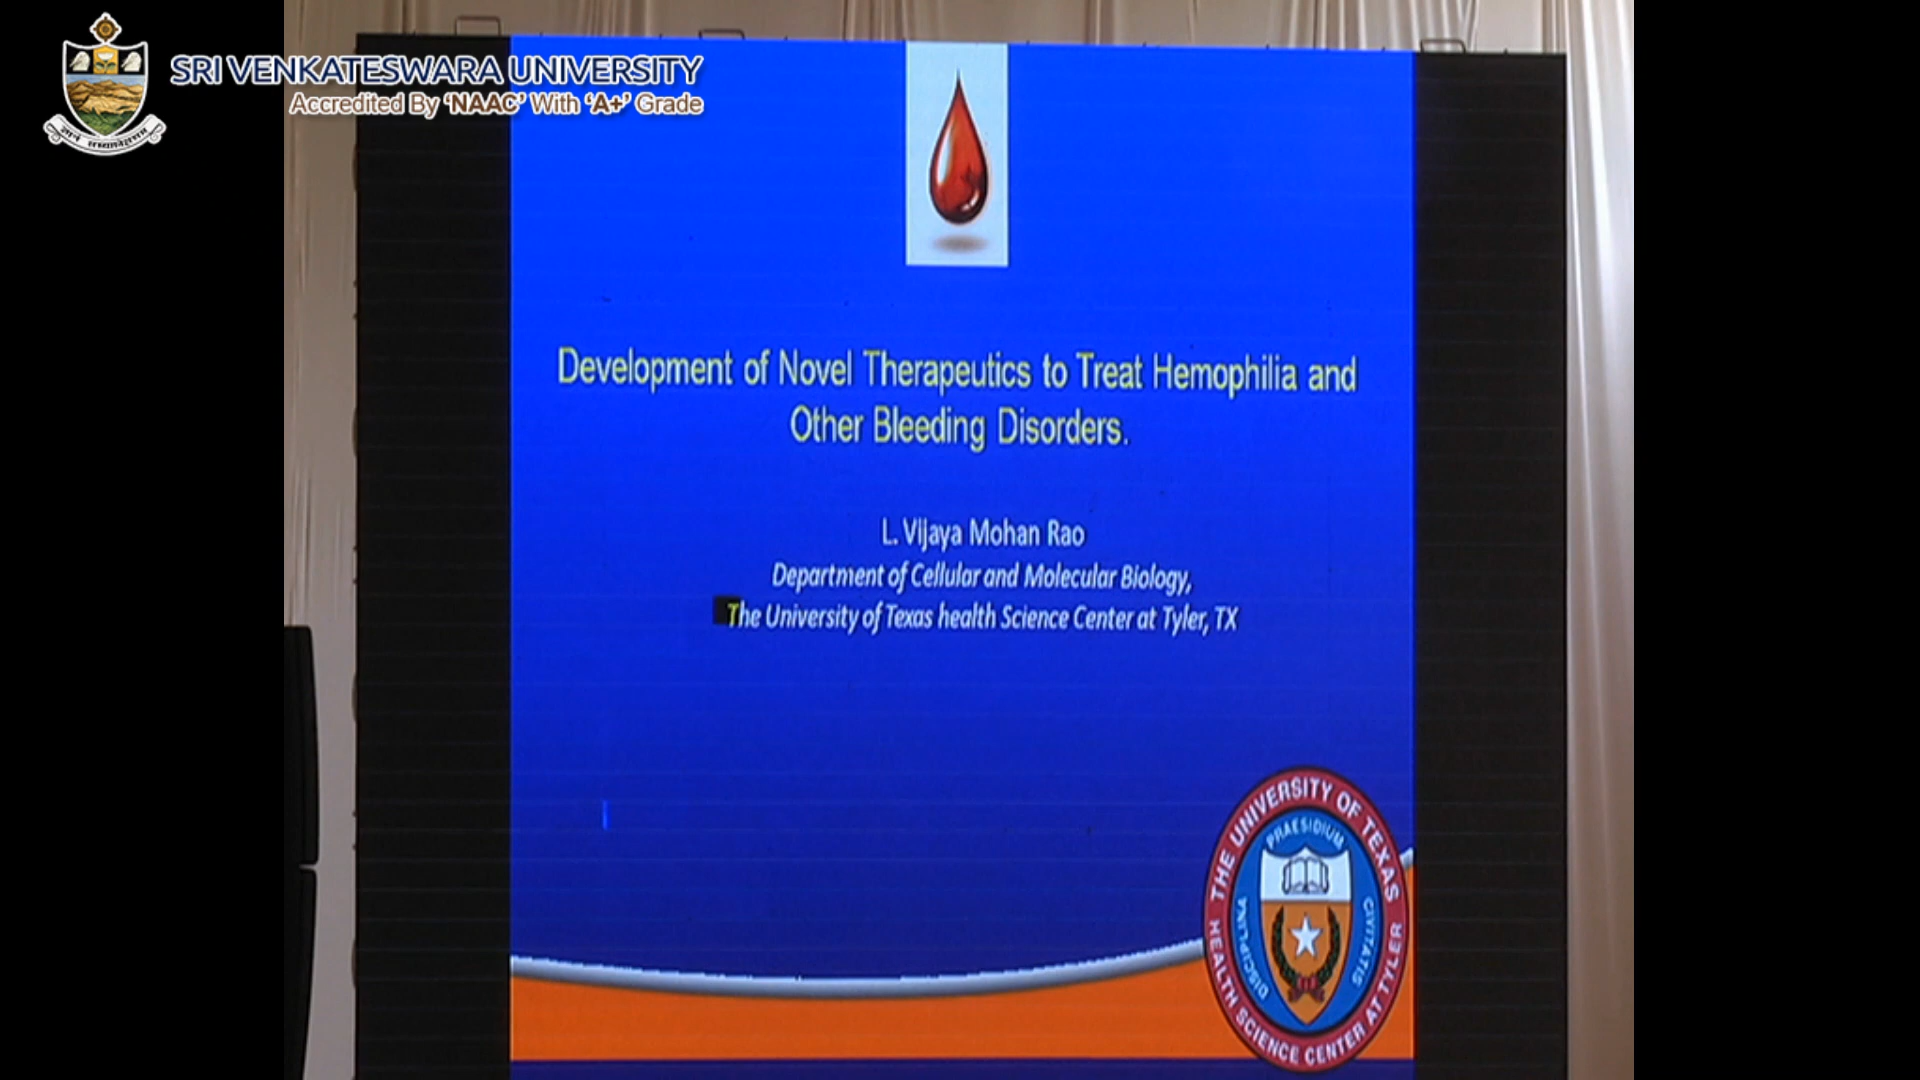 SRI VENKATESWARA UNIVERSITY
Accredited By 'NAAC' With 'A+' Grade
Development of Novel Therapeutics to Treat Hemophilia and
Other Bleeding Disorders.
L. Vijaya Mohan Rao
Department of Cellular and Molecular Biology,
The University of Texas health Science Center at Tyler, TX
THE UNIVERSITY OF TEXAS
HEALTH SCIENCE CENTER AT TYLER
PRAESIDIUM
DISCIPLINA
CIVITATIS